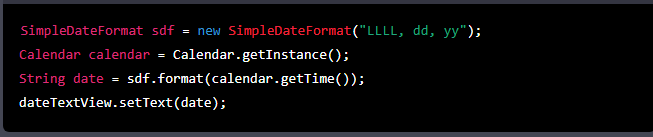 SimpleDateFormat sdf = new SimpleDateFormat("LLLL, dd, yy");
Calendar calendar = Calendar.getInstance();
String date = sdf.format(calendar.getTime());
dateTextView.setText(date);